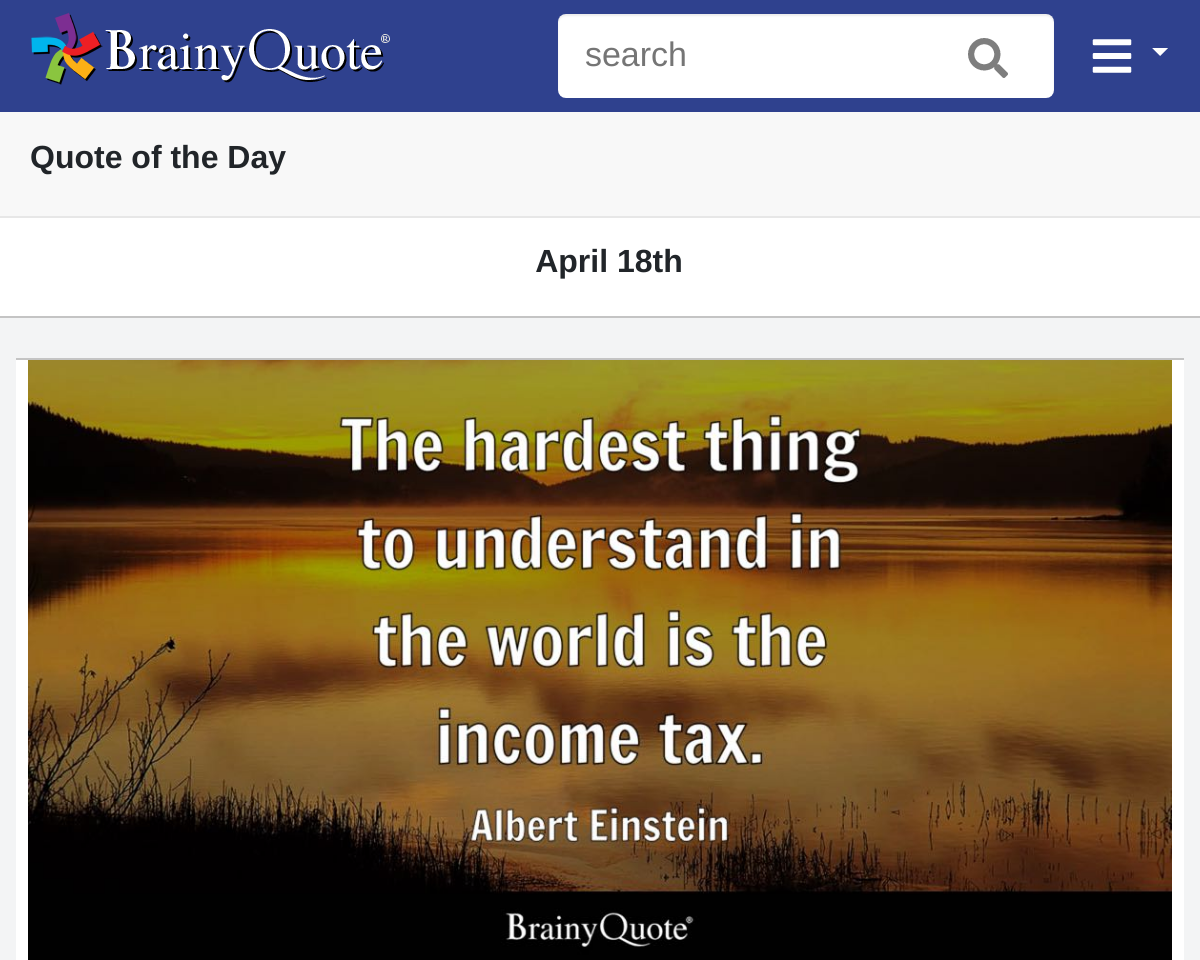 BrainyQuote®
search
Quote of the Day
April 18th
The hardest thing
to understand in
the world is the
income tax.
Albert Einstein
BrainyQuote®